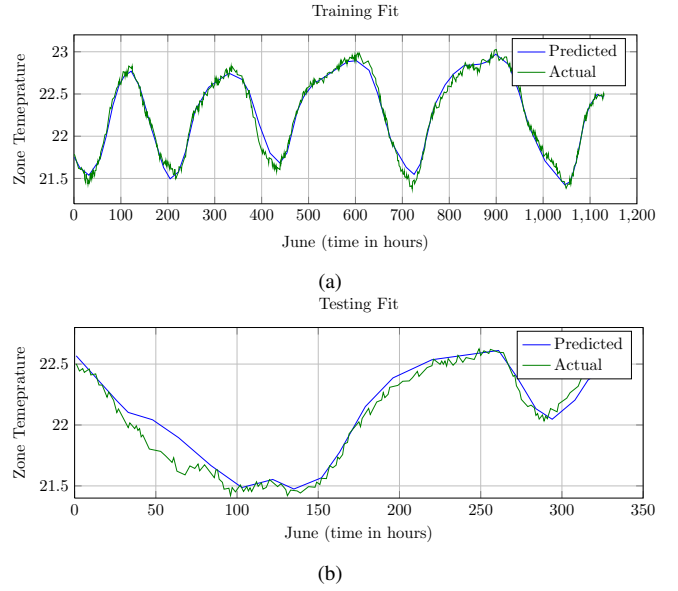 Training Fit
Zone Temeprature
23
22.5
22
21.5
0 100 200 300 400 500 600 700 800 900 1,000 1,100 1,200
Predicted
Actual
June (time in hours)
(a)
Testing Fit
Zone Temeprature
22.5
22
21.5
0 50 100 150 200 250 300 350
Predicted
Actual
June (time in hours)
(b)